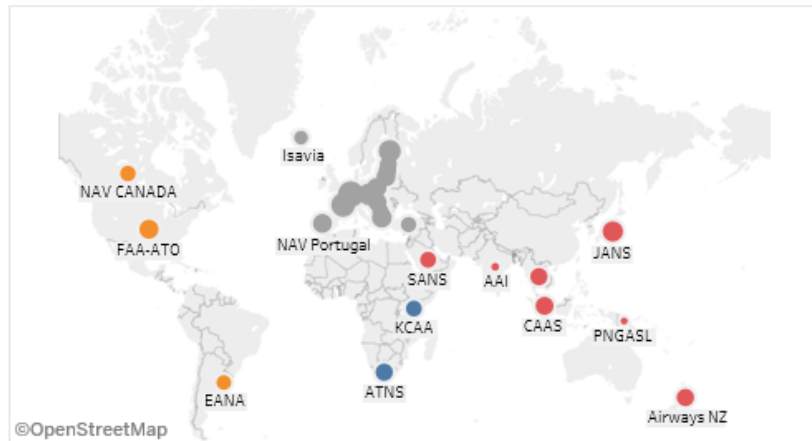 Isavia
NAV CANADA
FAA-ATO
NAV Portugal
JANS
SANS
AAI
KCAA
CAAS
PNGASL
ATNS
EANA
Airways NZ
©OpenStreetMap